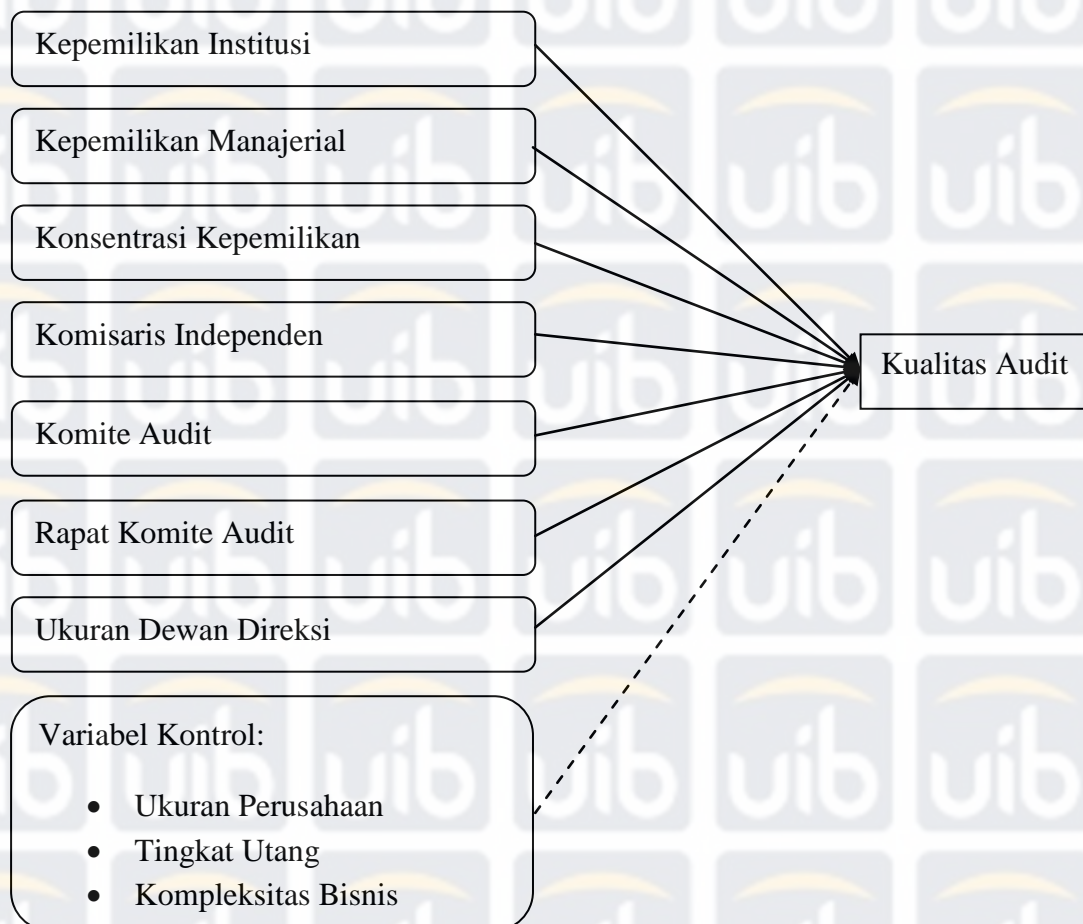 Kepemilikan Institusi
Kepemilikan Manajerial
Konsentrasi Kepemilikan
Komisaris Independen
Kualitas Audit
Komite Audit
Rapat Komite Audit
Ukuran Dewan Direksi
Variabel Kontrol:
• Ukuran Perusahaan
• Tingkat Utang
• Kompleksitas Bisnis
uib